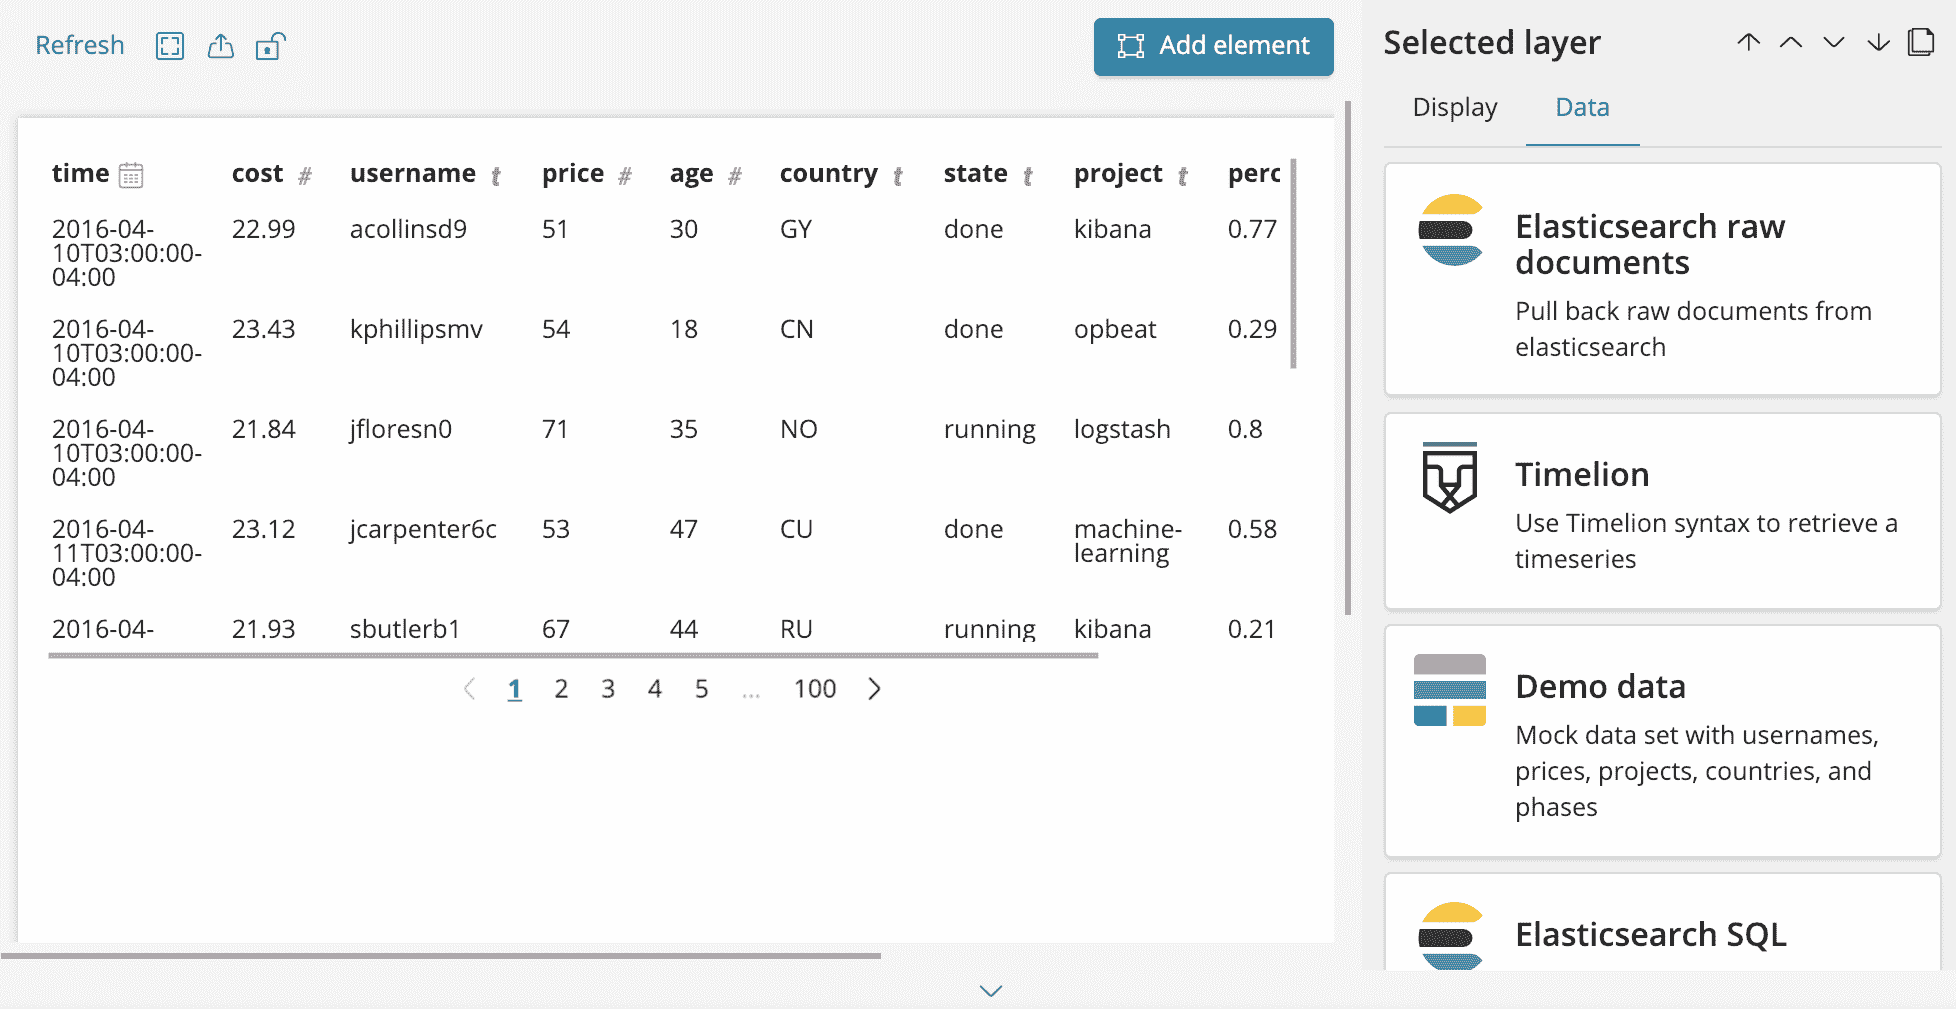 Refresh
Add element
time cost # username t price # age # country t state t project t perc
2016-04- 22.99 acollinsd9 51 30 GY done kibana 0.77
10T03:00:00-
04:00
2016-04- 23.43 kphillipsmv 54 18 CN done opbeat 0.29
10T03:00:00-
04:00
2016-04- 21.84 jfloresn0 71 35 NO running logstash 0.8
10T03:00:00-
04:00
2016-04- 23.12 jcarpenter6c 53 47 CU done machine- 0.58
11T03:00:00- learning
04:00
2016-04- 21.93 sbutlerb1 67 44 RU running kibana 0.21
1 2 3 4 5 ... 100
Selected layer
Display Data
Elasticsearch raw
documents
Pull back raw documents from
elasticsearch
Timelion
Use Timelion syntax to retrieve a
timeseries
Demo data
Mock data set with usernames,
prices, projects, countries, and
phases
Elasticsearch SQL